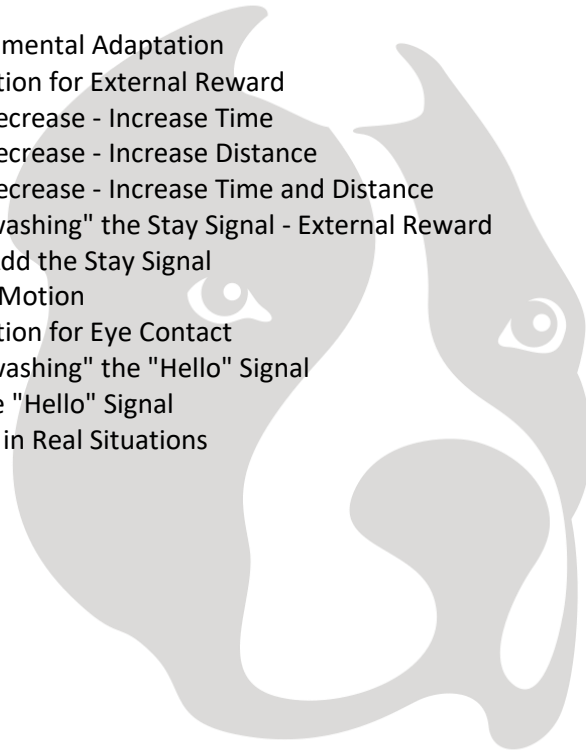 mental Adaptation
tion for External Reward
ecrease - Increase Time
ecrease - Increase Distance
ecrease - Increase Time and Distance
washing" the Stay Signal - External Reward
dd the Stay Signal
Motion
tion for Eye Contact
washing" the "Hello" Signal
e "Hello" Signal
in Real Situations